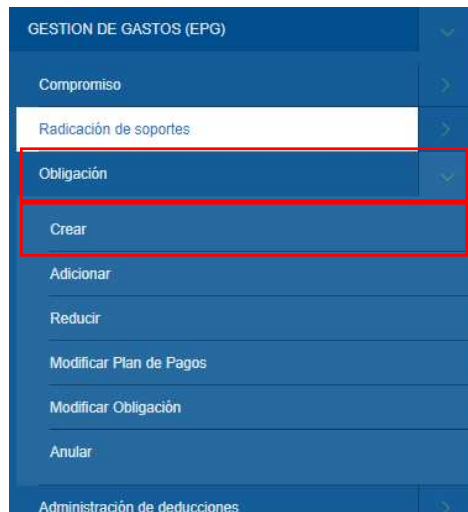 GESTION DE GASTOS (EPG)
Compromiso
Radicación de soportes
Obligación
Crear
Adicionar
Reducir
Modificar Plan de Pagos
Modificar Obligación
Anular
Administración de deducciones